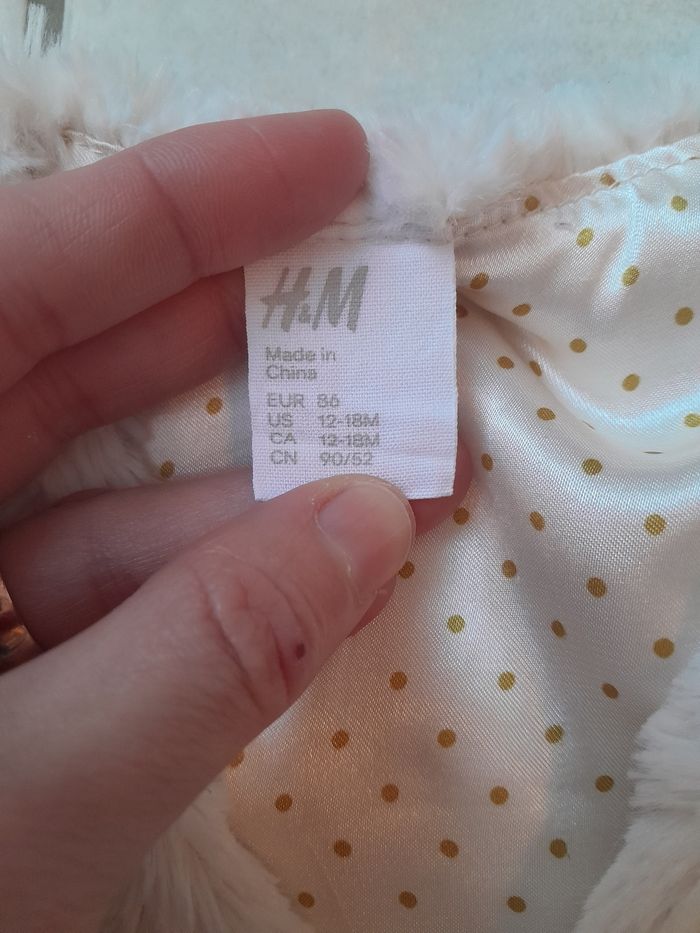 H&M
Made in
China
EUR 86
US 12-18M
CA 12-18M
CN 90/52